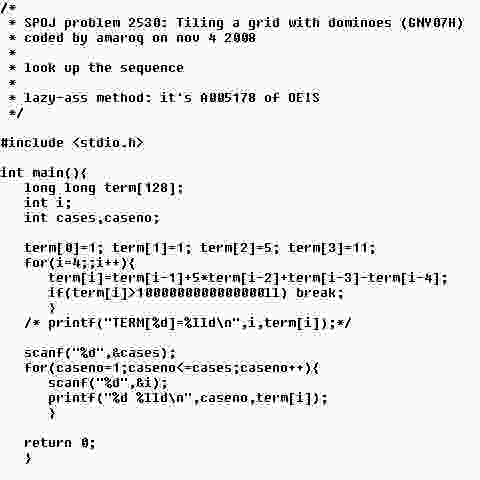 /*
 * SPOJ problem 2530: Tiling a grid with dominoes (GNY07H)
 * coded by amaroq on nov 4 2008
 *
 * look up the sequence
 *
 * lazy-ass method: it's A005178 of OEIS
 */

#include <stdio.h>

int main(){
   long long term[128];
   int i;
   int cases,caseno;

   term[0]=1; term[1]=1; term[2]=5; term[3]=11;
   for(i=4;;i++){
      term[i]=term[i-1]+5*term[i-2]+term[i-3]-term[i-4];
      if(term[i]>1000000000000000ll) break;
      }
   /* printf("TERM[%d]=%lld\n",i,term[i]);*/

   scanf("%d",&cases);
   for(caseno=1;caseno<=cases;caseno++){
      scanf("%d",&i);
      printf("%d %lld\n",caseno,term[i]);
      }

   return 0;
   }